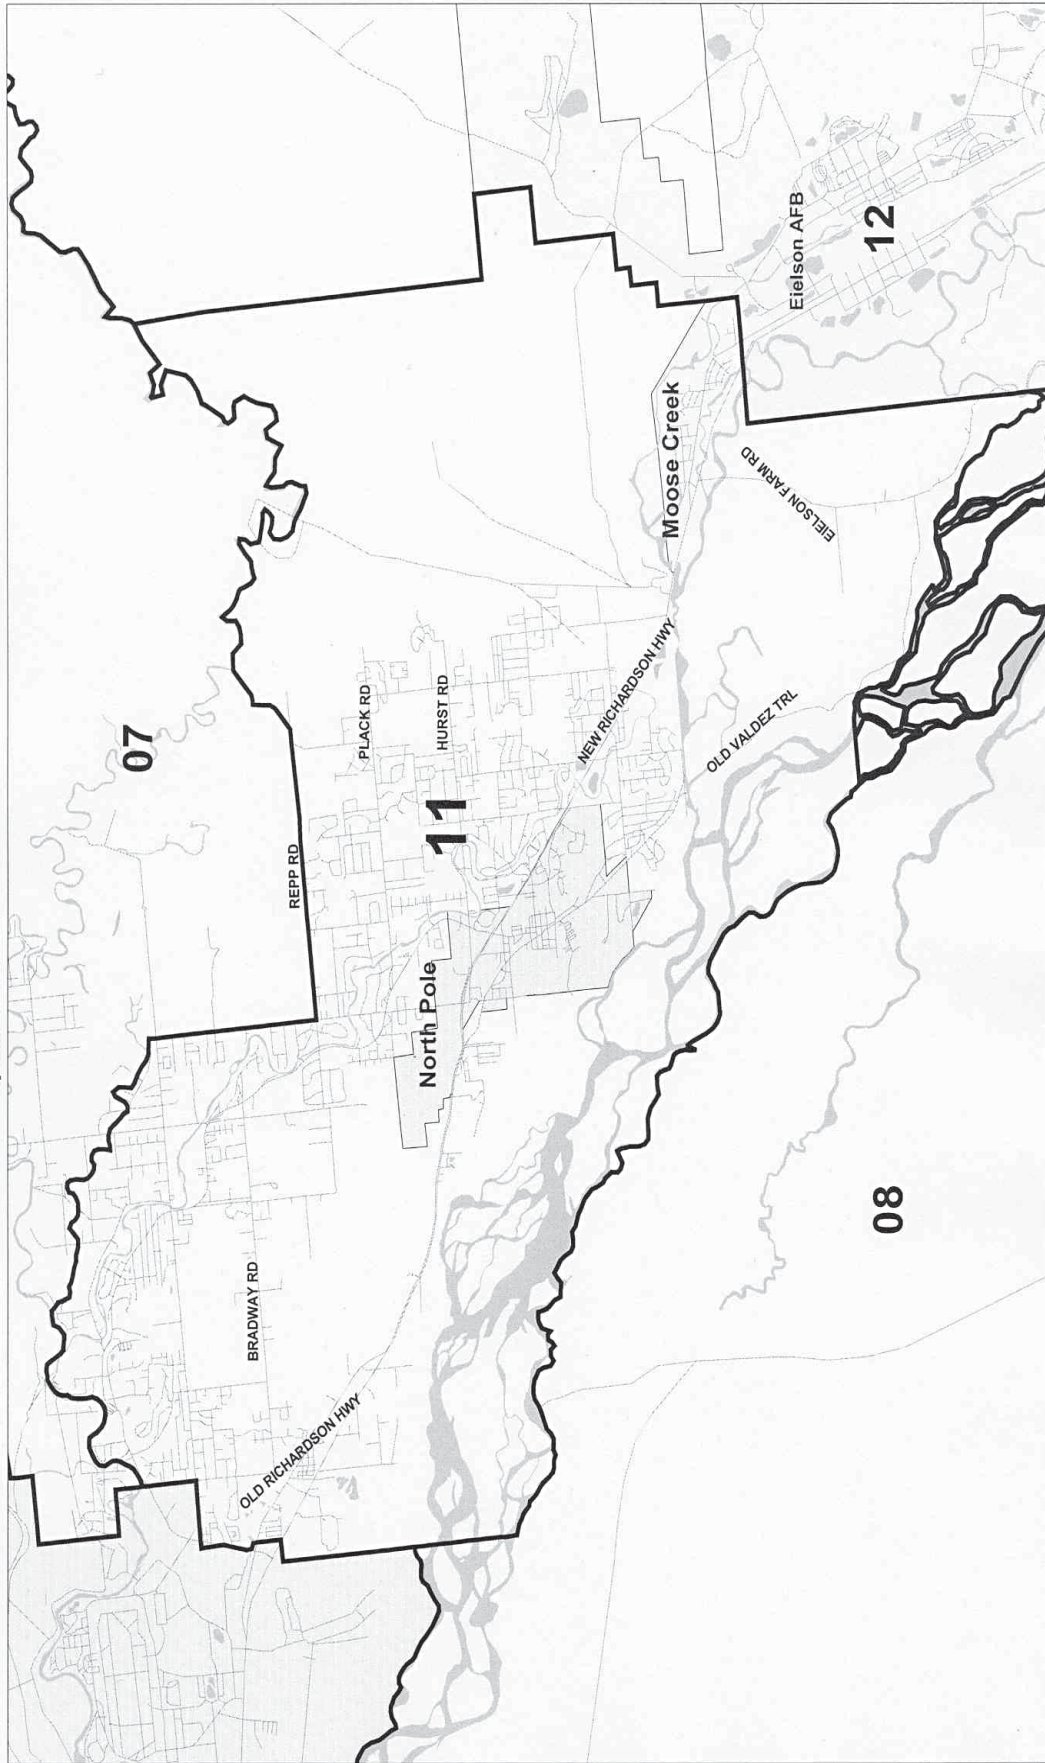 07
REPP RD
PLACK RD
HURST RD
11
North Pole
NEW RICHARDSON HWY
Moose Creek
Eielson AFB
12
EIELSON FARM RD
OLD VALDEZ TRL
BRADWAY RD
OLD RICHARDSON HWY
08